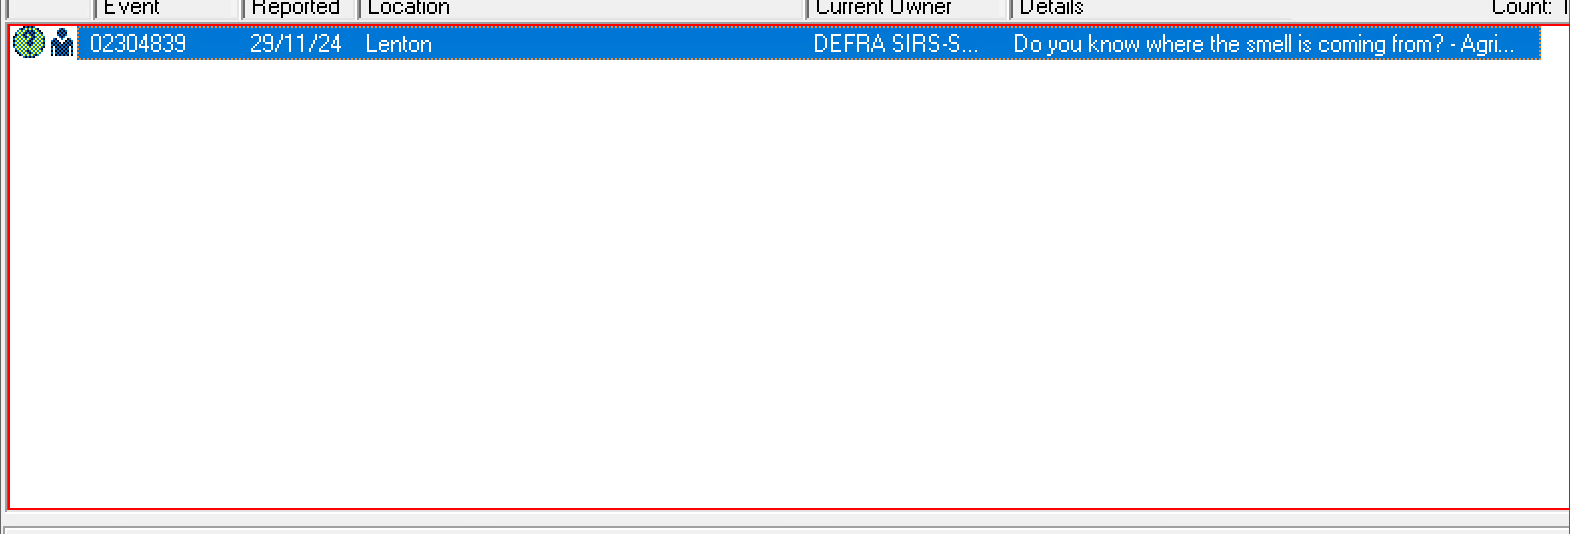 Event Reported Location Current Owner Details Count: 1
02304839 29/11/24 Lenton DEFRA SIRS-S... Do you know where the smell is coming from? - Agri...